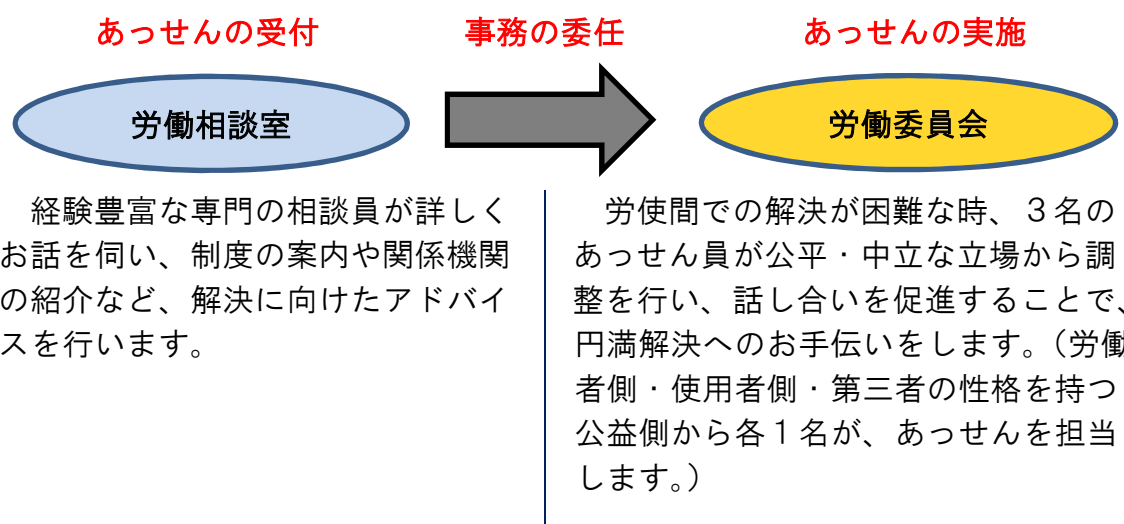 あっせんの受付
事務の委任
あっせんの実施
労働相談室
労働委員会
経験豊富な専門の相談員が詳しく
お話を伺い、制度の案内や関係機関
の紹介など、解決に向けたアドバイ
スを行います。
労使間での解決が困難な時、３名の
あっせん員が公平・中立な立場から調
整を行い、話し合いを促進することで、
円満解決へのお手伝いをします。（労働
者側・使用者側・第三者の性格を持つ
公益側から各１名が、あっせんを担当
します。）